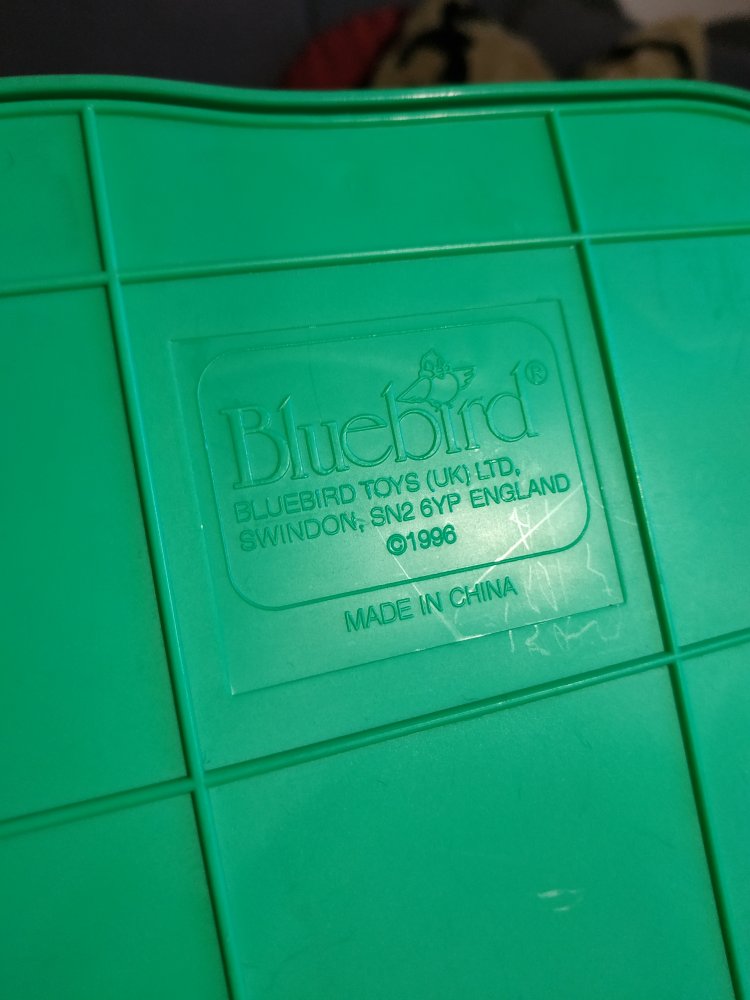 Bluebird®
BLUEBIRD TOYS (UK) LTD,
SWINDON, SN2 6YP ENGLAND
©1996
MADE IN CHINA